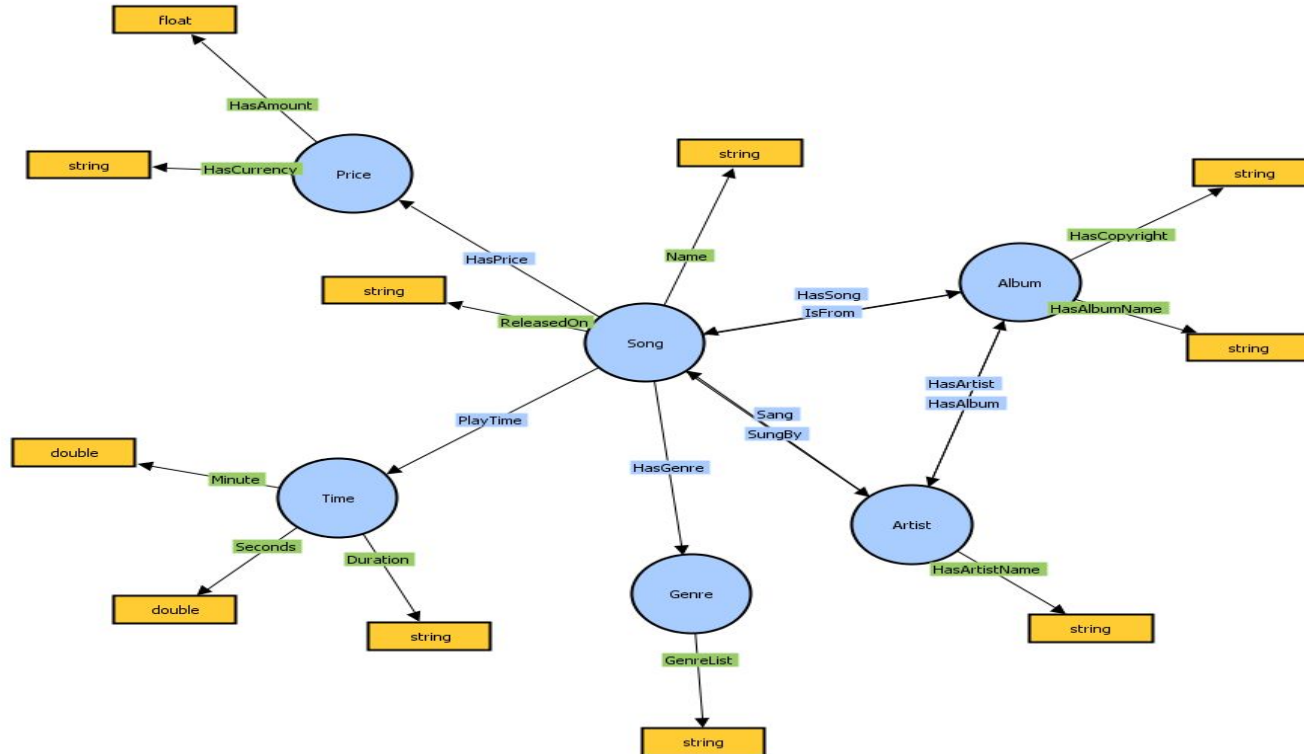 float
HasAmount
string
HasCurrency
Price
string
string
HasCopyright
HasPrice
Name
string
Album
HasSong
IsFrom
HasAlbumName
ReleasedOn
Song
string
HasArtist
HasAlbum
Sang
SungBy
PlayTime
double
Minute
HasGenre
Time
Artist
Seconds
Duration
HasArtistName
Genre
double
string
string
GenreList
string